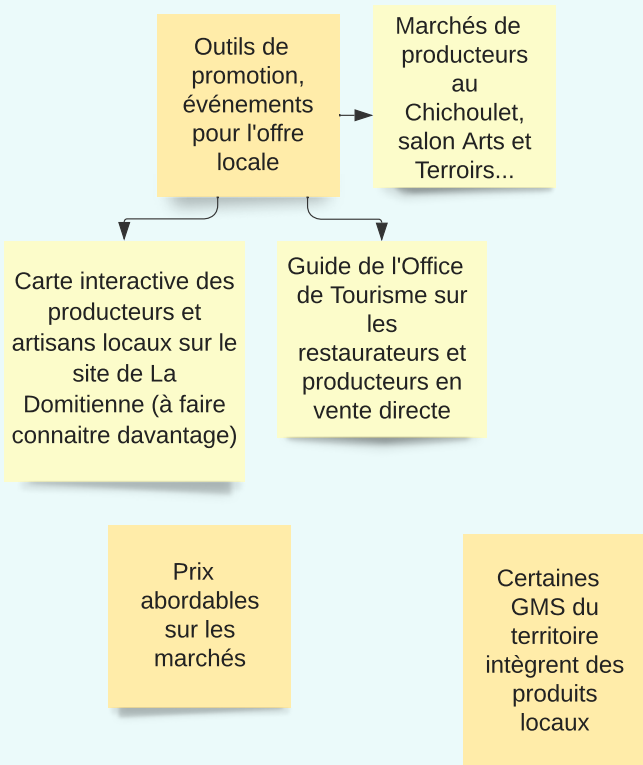 Outils de
promotion,
événements
pour l'offre
locale
Marchés de
producteurs
au
Chichoulet,
salon Arts et
Terroirs...
Carte interactive des
producteurs et
artisans locaux sur le
site de La
Domitienne (à faire
connaitre davantage)
Guide de l'Office
de Tourisme sur
les
restaurateurs et
producteurs en
vente directe
Prix
abordables
sur les
marchés
Certaines
GMS du
territoire
intègrent des
produits
locaux